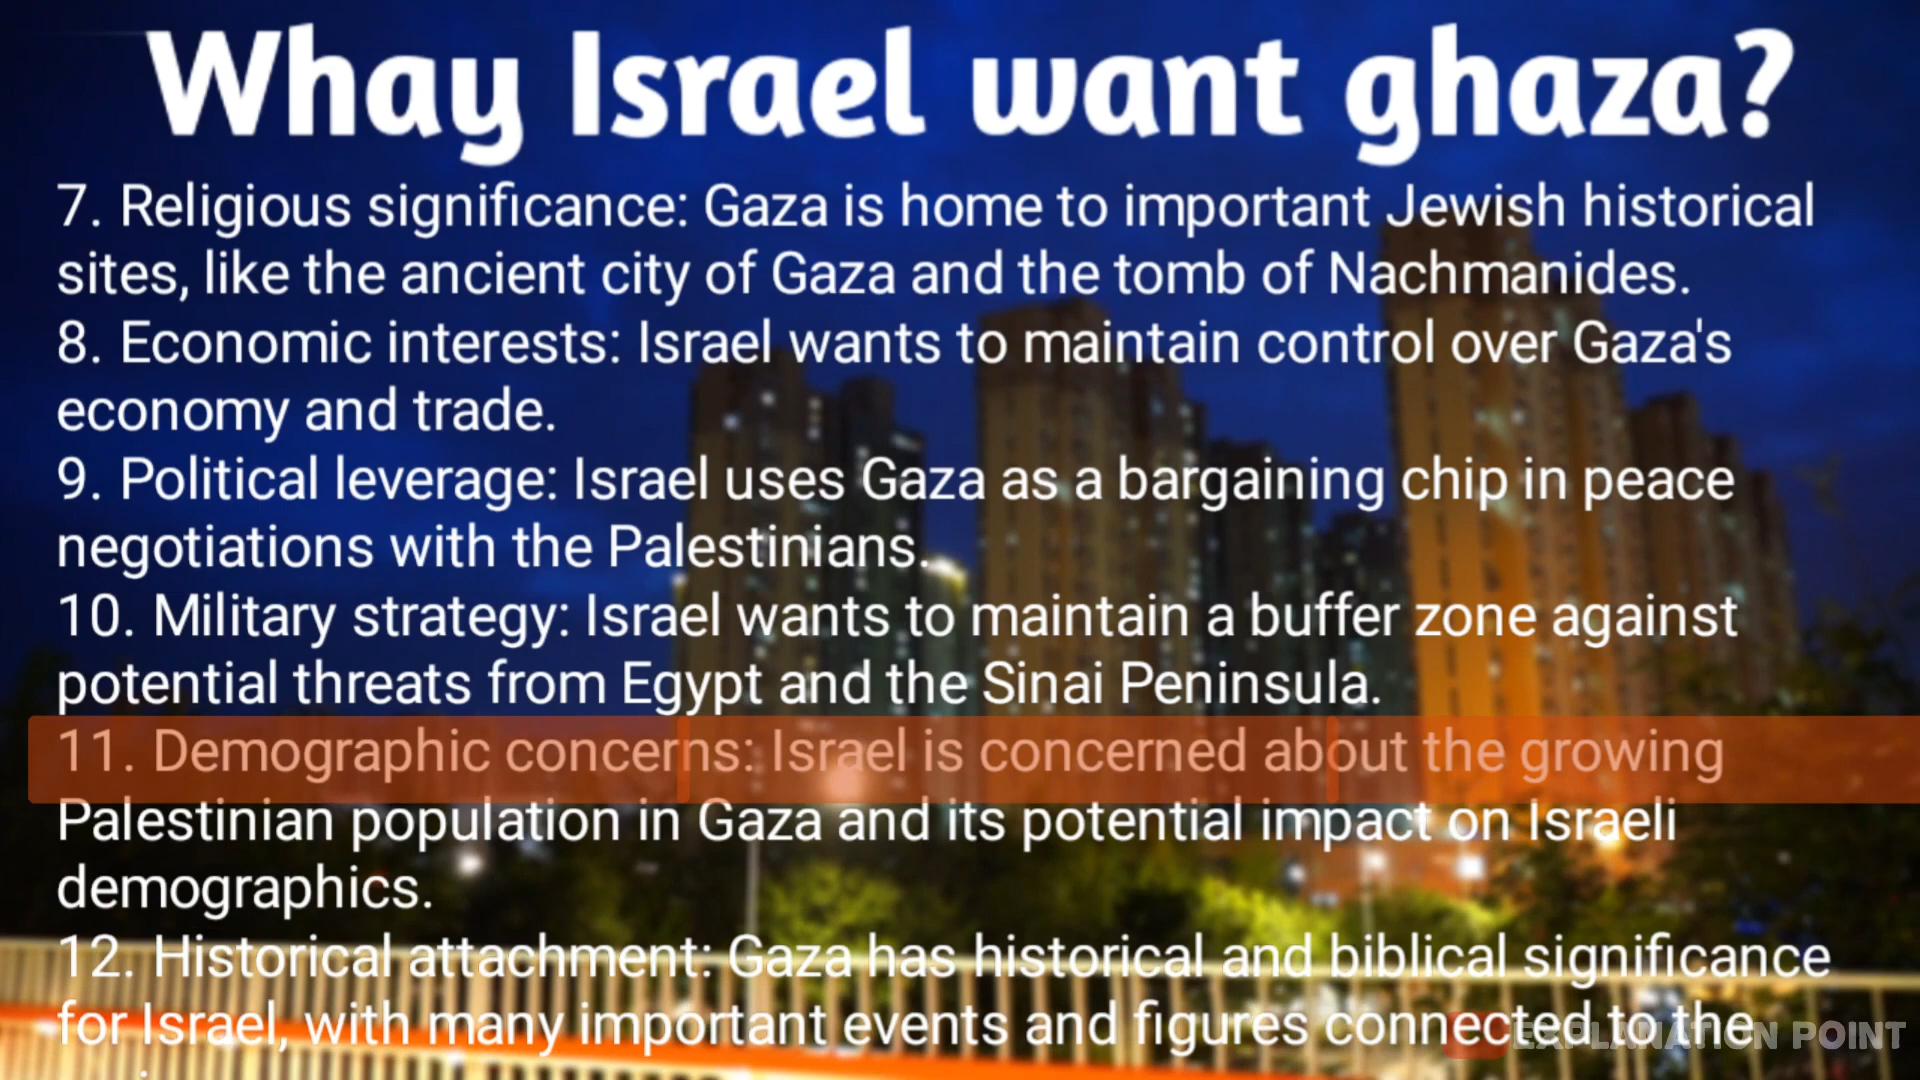 Whay Israel want ghaza?
7. Religious significance: Gaza is home to important Jewish historical
sites, like the ancient city of Gaza and the tomb of Nachmanides.
8. Economic interests: Israel wants to maintain control over Gaza's
economy and trade.
9. Political leverage: Israel uses Gaza as a bargaining chip in peace
negotiations with the Palestinians.
10. Military strategy: Israel wants to maintain a buffer zone against
potential threats from Egypt and the Sinai Peninsula.
11. Demographic concerns: Israel is concerned about the growing
Palestinian population in Gaza and its potential impact on Israeli
demographics.
12. Historical attachment: Gaza has historical and biblical significance
for Israel, with many important events and figures connected to the
EXPLANATION POINT